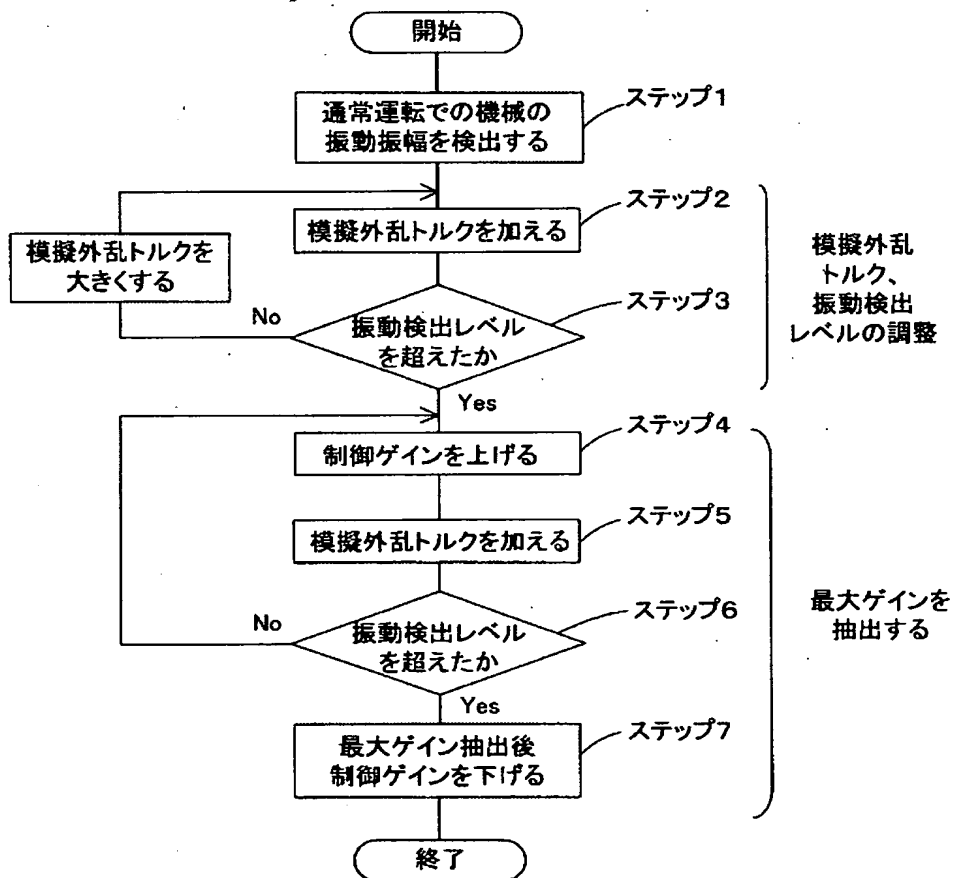 開始
通常運転での機械の
振動振幅を検出する
ステップ1
模擬外乱トルクを加える
ステップ2
模擬外乱トルクを
大きくする
振動検出レベル
を超えたか
ステップ3
No
Yes
模擬外乱
トルク、
振動検出
レベルの調整
制御ゲインを上げる
ステップ4
模擬外乱トルクを加える
ステップ5
振動検出レベル
を超えたか
ステップ6
No
Yes
最大ゲイン抽出後
制御ゲインを下げる
ステップ7
最大ゲインを
抽出する
終了